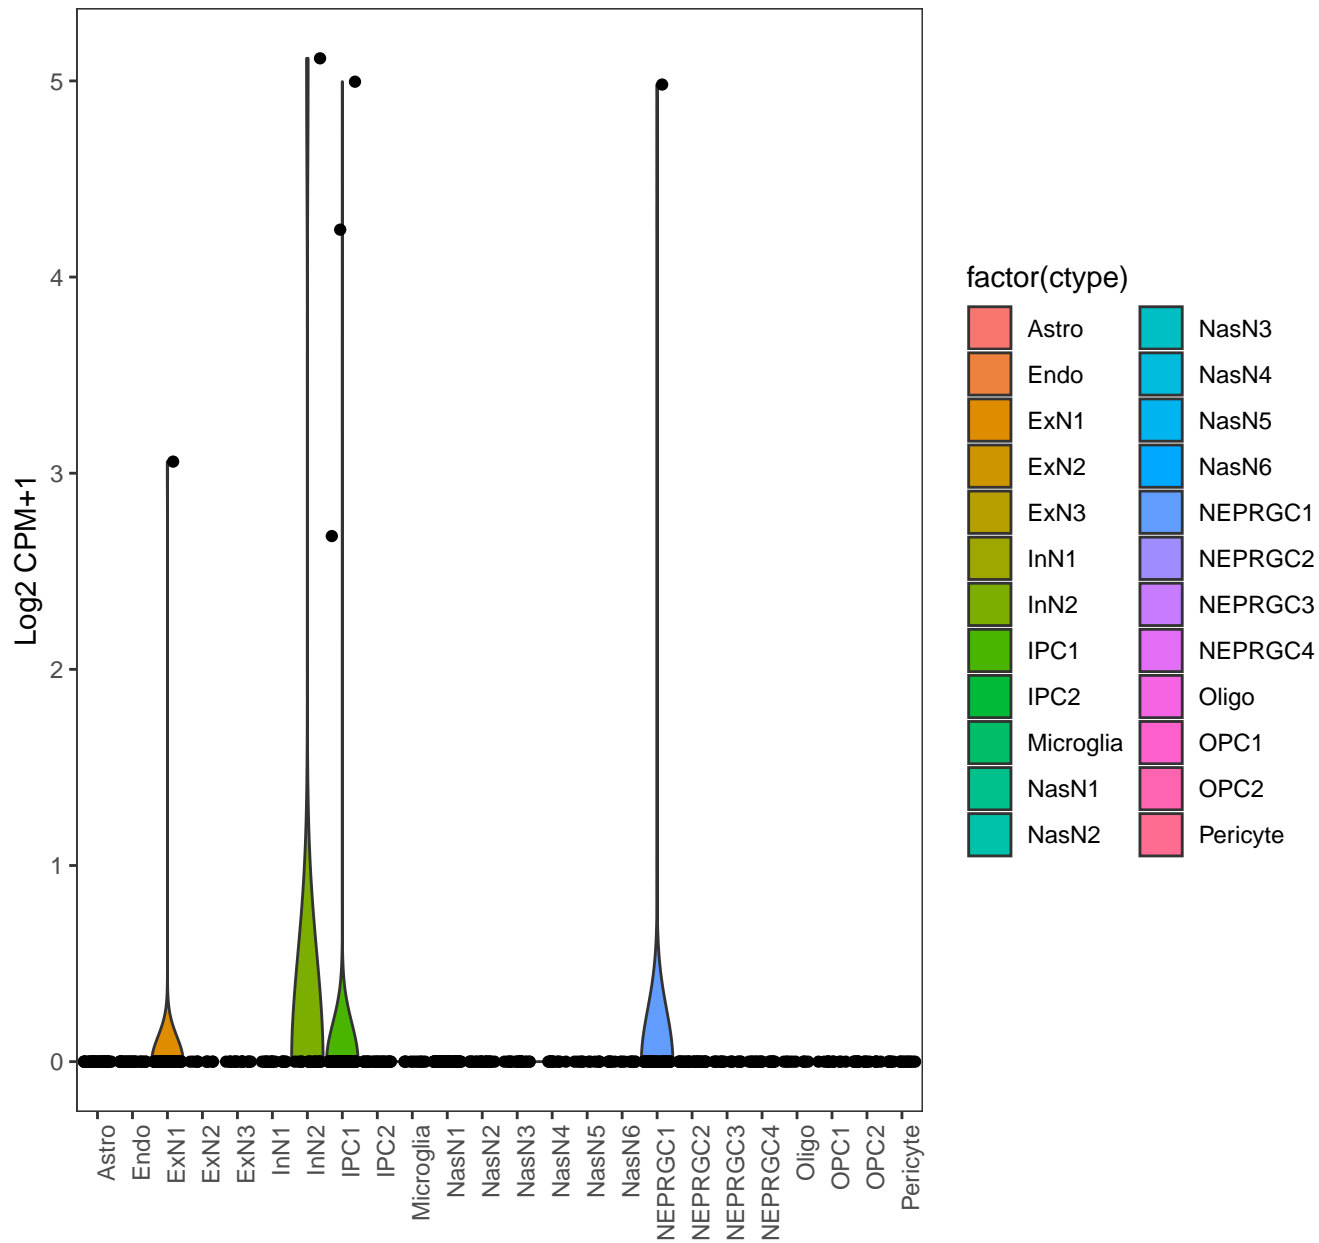 5
4
3
2
1
0
Log2 CPM+1
Astro
Endo
ExN1
ExN2
ExN3
InN1
InN2
IPC1
IPC2
Microglia
NasN1
NasN2
NasN3
NasN4
NasN5
NasN6
NEPRGC1
NEPRGC2
NEPRGC3
NEPRGC4
Oligo
OPC1
OPC2
Pericyte
factor(ctype)
Astro
Endo
ExN1
ExN2
ExN3
InN1
InN2
IPC1
IPC2
Microglia
NasN1
NasN2
NasN3
NasN4
NasN5
NasN6
NEPRGC1
NEPRGC2
NEPRGC3
NEPRGC4
Oligo
OPC1
OPC2
Pericyte